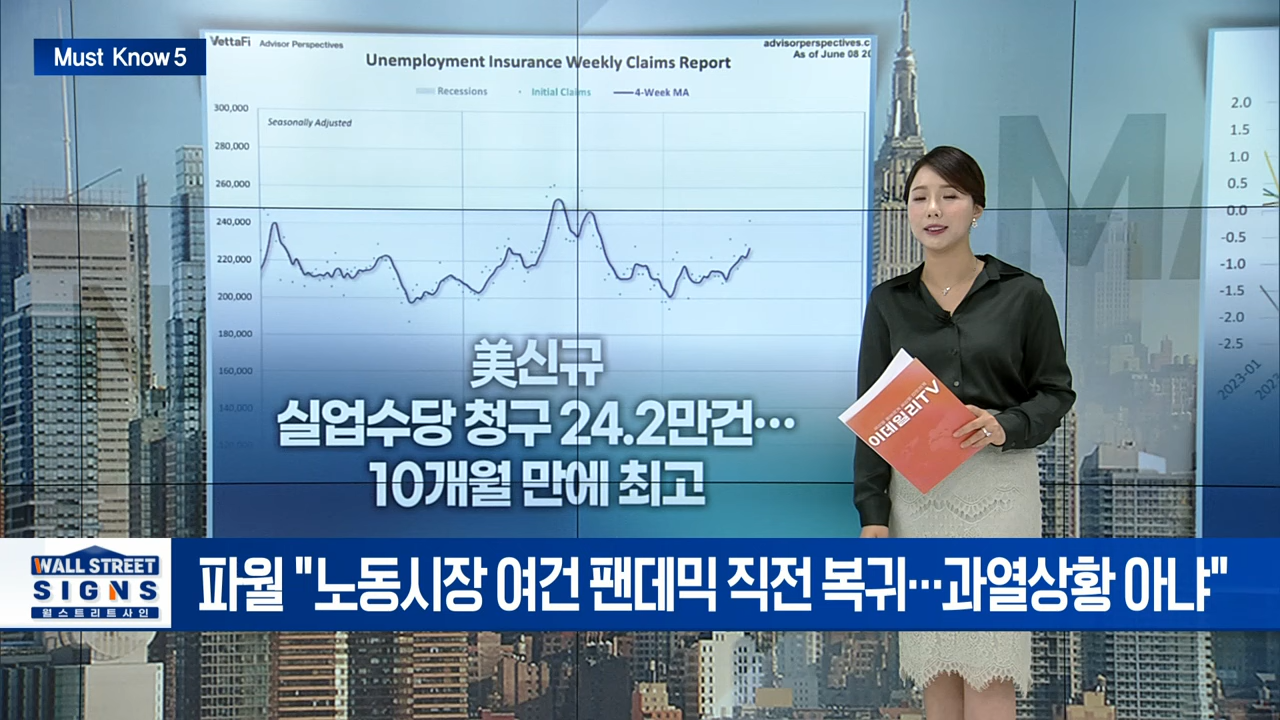 Must Know 5
VettaFi Advisor Perspectives
advisorperspectives.c
As of June 08 20
Unemployment Insurance Weekly Claims Report
Recessions Initial Claims 4-Week MA
Seasonally Adjusted
300,000
280,000
260,000
240,000
220,000
200,000
180,000
160,000
140,000
美신규
실업수당 청구 24.2만건…
10개월 만에 최고
MA
2.0
1.5
1.0
0.5
0.0
-0.5
-1.0
-1.5
-2.0
-2.5
2023-01
이데일리TV
WALL STREET
SIGNS
월스트리트사인
파월 "노동시장 여건 팬데믹 직전 복귀…과열상황 아냐"